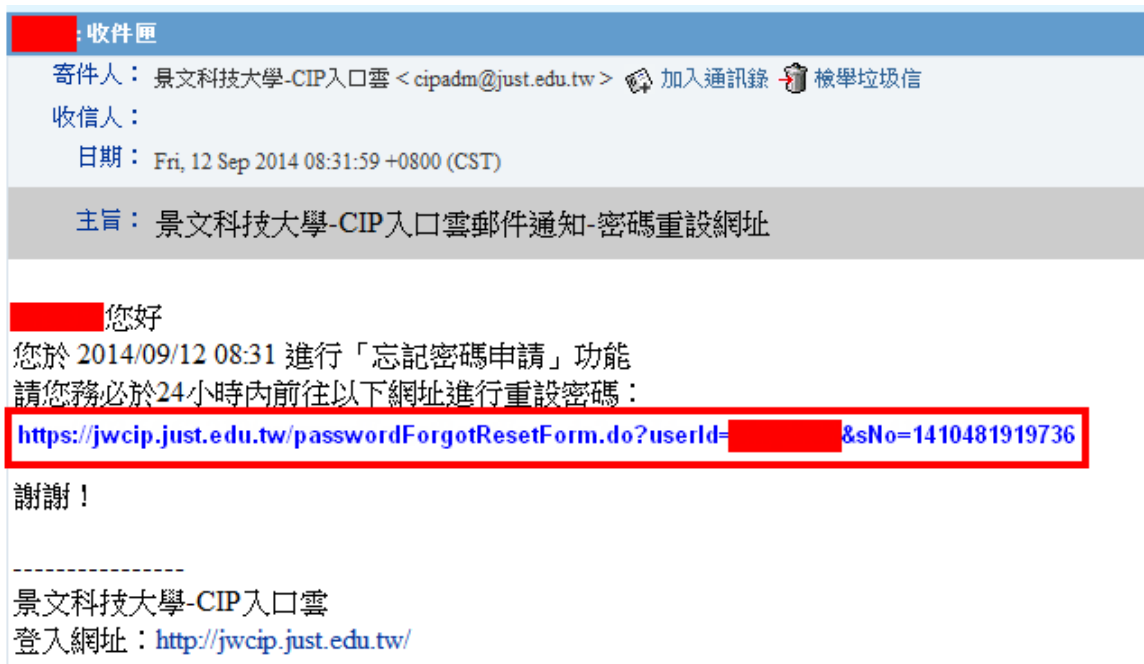 : 收件匣
寄件人： 景文科技大學-CIP入口雲 < cipadm@just.edu.tw > 加入通訊錄 檢舉垃圾信
收信人：
日期： Fri, 12 Sep 2014 08:31:59 +0800 (CST)
主旨： 景文科技大學-CIP入口雲郵件通知-密碼重設網址
您好
您於 2014/09/12 08:31 進行「忘記密碼申請」功能
請您務必於24小時內前往以下網址進行重設密碼：
https://jwcip.just.edu.tw/passwordForgotResetForm.do?userId= &sNo=1410481919736
謝謝！
----------------
景文科技大學-CIP入口雲
登入網址：http://jwcip.just.edu.tw/